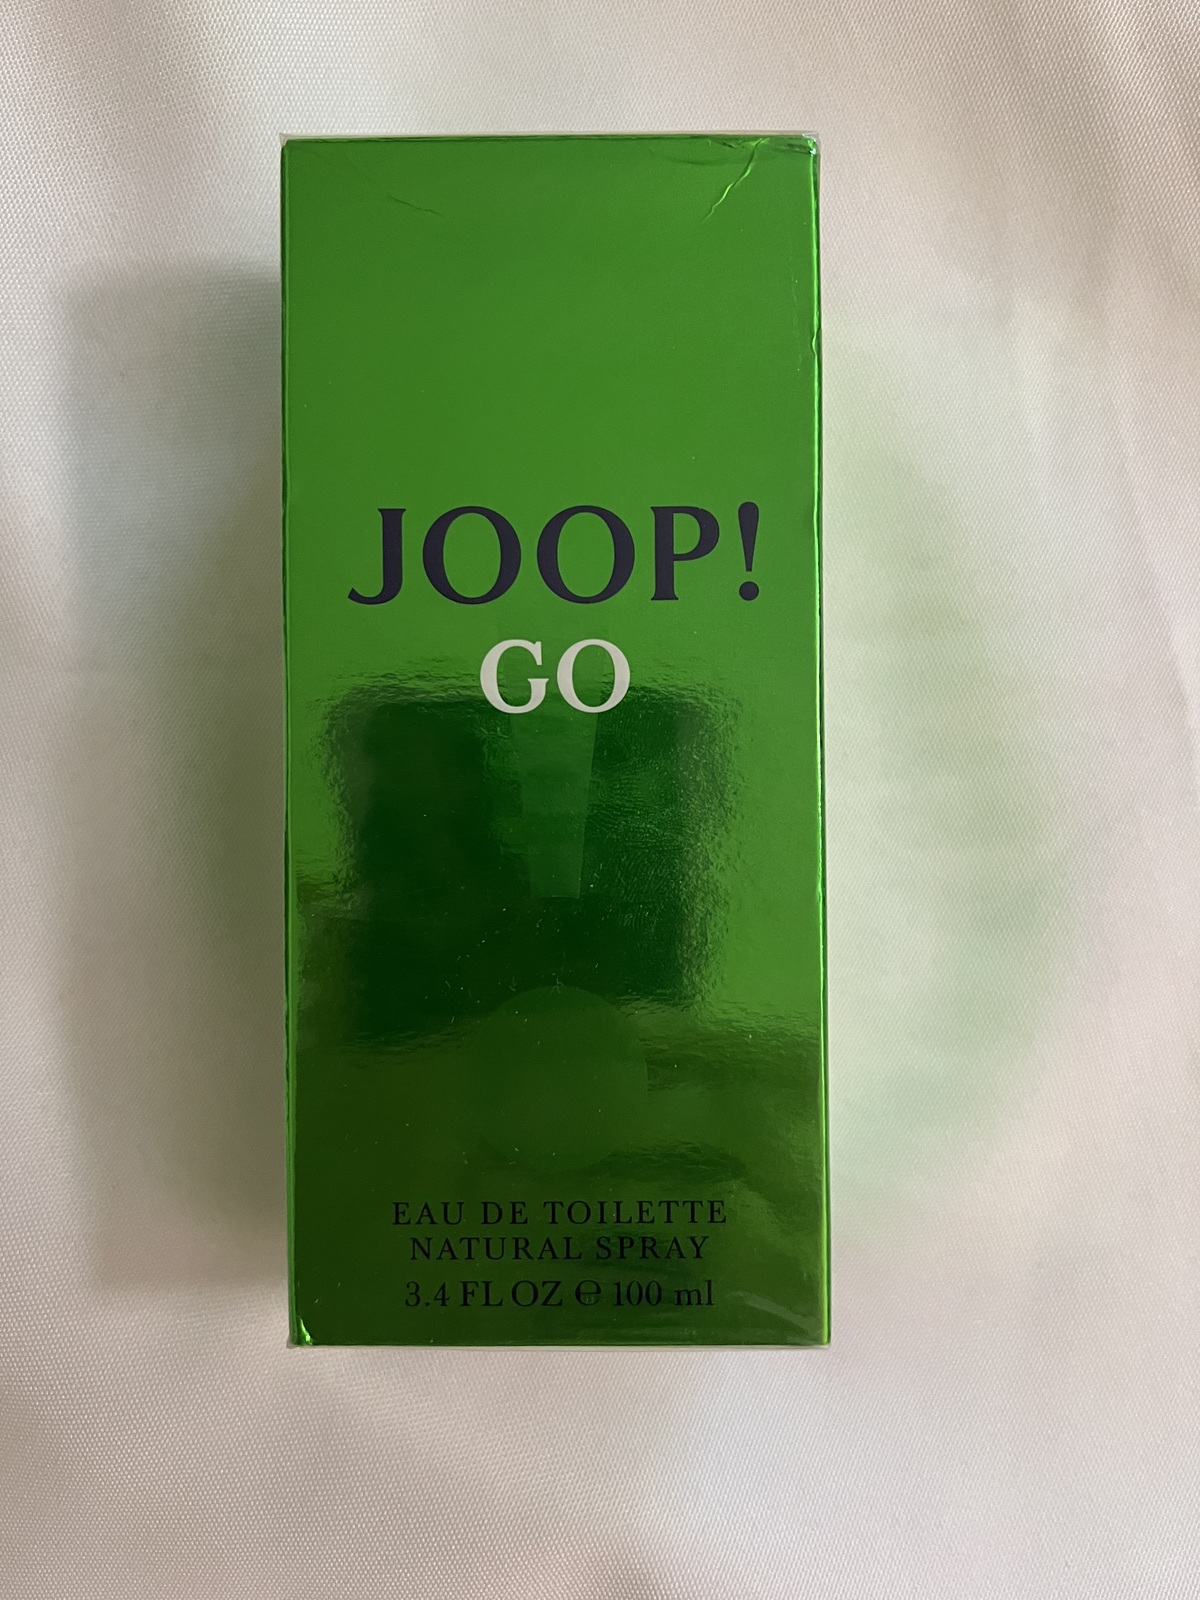 JOOP!
GO
EAU DE TOILETTE
NATURAL SPRAY
3.4 FL OZ ℮ 100 ml